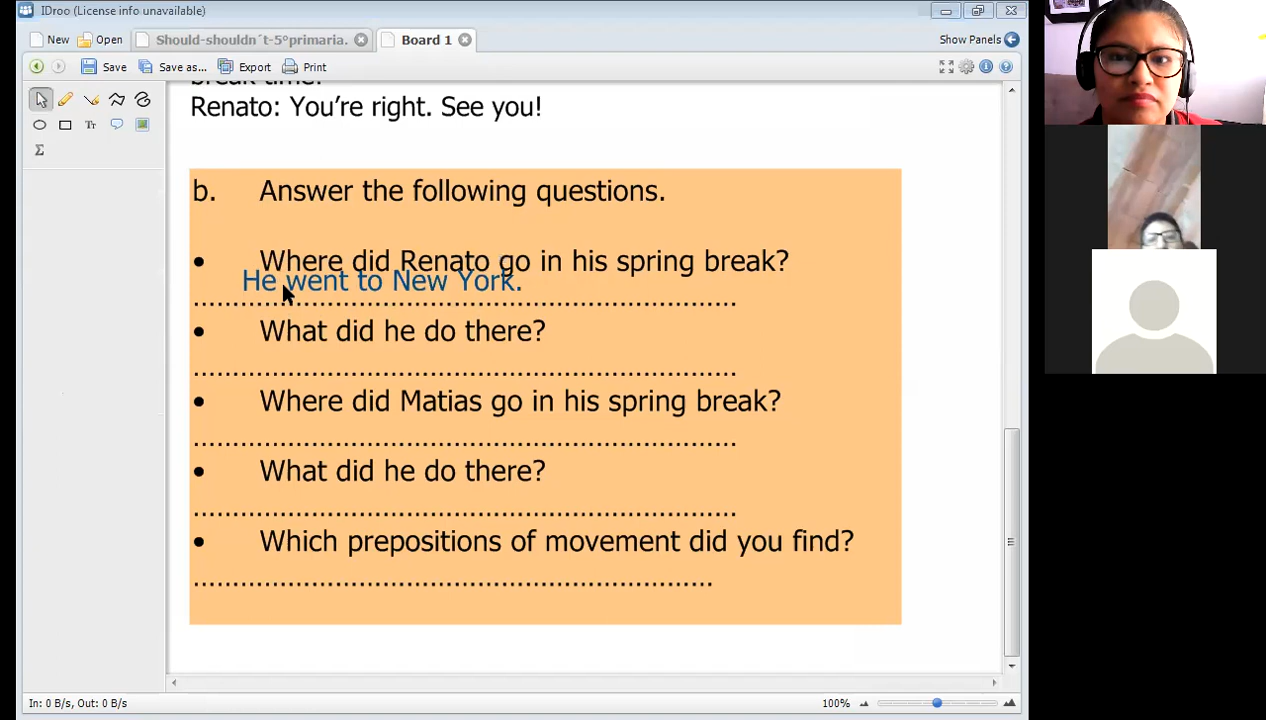 IDroo (License info unavailable)
New Open Should-shouldn´t-5°primaria. Board 1 Show Panels
Save Save as... Export Print
Tr
Σ
break time!
Renato: You're right. See you!
b. Answer the following questions.
• Where did Renato go in his spring break?
He went to New York.
• What did he do there?
• Where did Matias go in his spring break?
• What did he do there?
• Which prepositions of movement did you find?
In: 0 B/s, Out: 0 B/s 100%